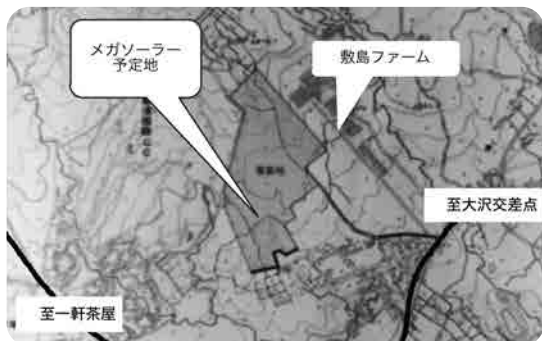 メガソーラー
予定地
敷島ファーム
至大沢交差点
至一軒茶屋